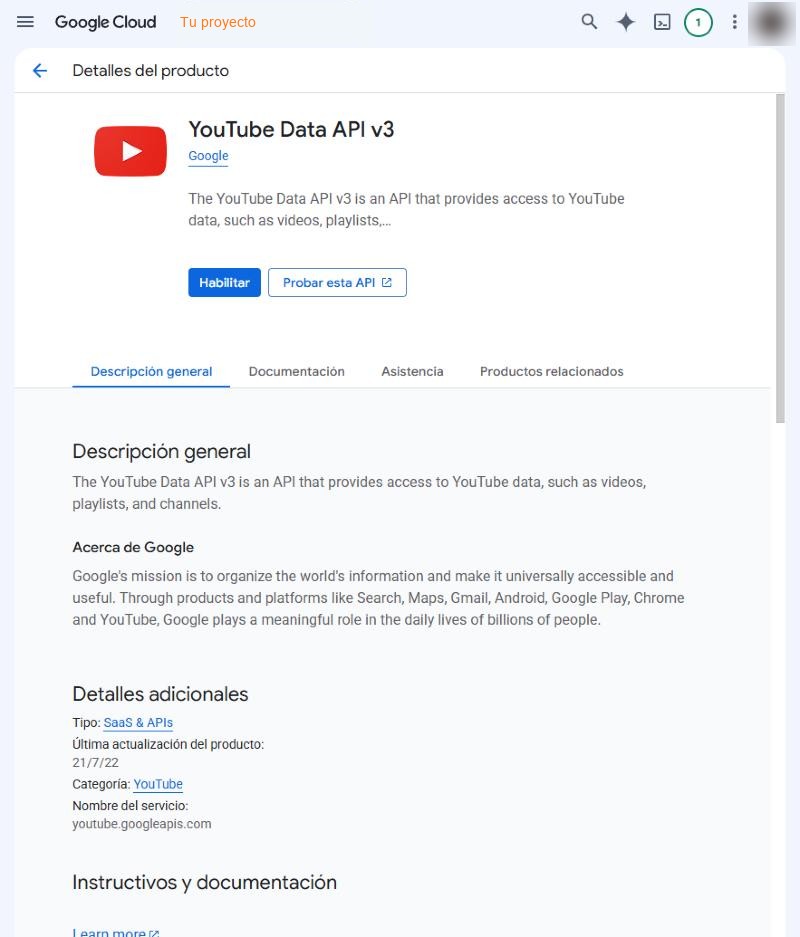 Google Cloud Tu proyecto 1
Detalles del producto
YouTube Data API v3
Google
The YouTube Data API v3 is an API that provides access to YouTube
data, such as videos, playlists,...
Habilitar Probar esta API
Descripción general Documentación Asistencia Productos relacionados
Descripción general
The YouTube Data API v3 is an API that provides access to YouTube data, such as videos,
playlists, and channels.
Acerca de Google
Google's mission is to organize the world's information and make it universally accessible and
useful. Through products and platforms like Search, Maps, Gmail, Android, Google Play, Chrome
and YouTube, Google plays a meaningful role in the daily lives of billions of people.
Detalles adicionales
Tipo: SaaS & APIs
Última actualización del producto:
21/7/22
Categoría: YouTube
Nombre del servicio:
youtube.googleapis.com
Instructivos y documentación
Learn more